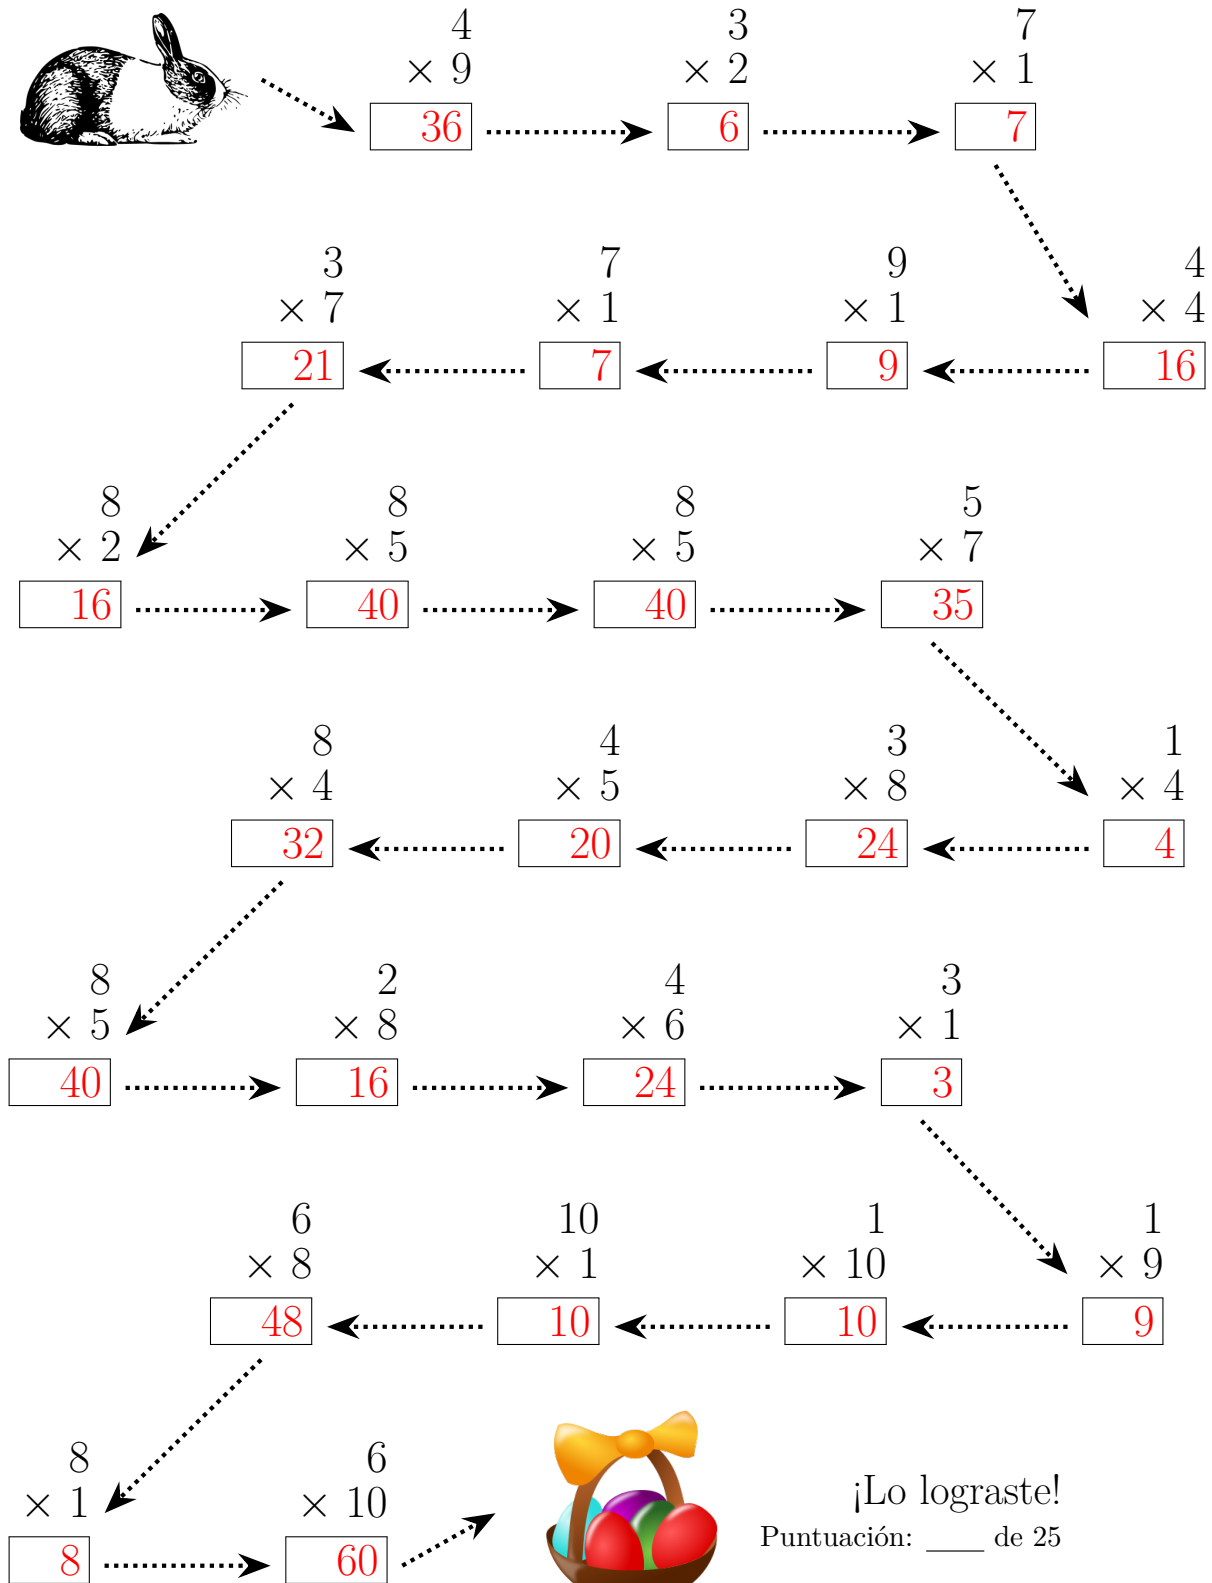 4 3 7
× 9 × 2 × 1
36 6 7
3 7 9 4
× 7 × 1 × 1 × 4
21 7 9 16
8 8 8 5
× 2 × 5 × 5 × 7
16 40 40 35
8 4 3 1
× 4 × 5 × 8 × 4
32 20 24 4
8 2 4 3
× 5 × 8 × 6 × 1
40 16 24 3
6 10 1 1
× 8 × 1 × 10 × 9
48 10 10 9
8 6
× 1 × 10
8 60
¡Lo lograste!
Puntuación: ____ de 25